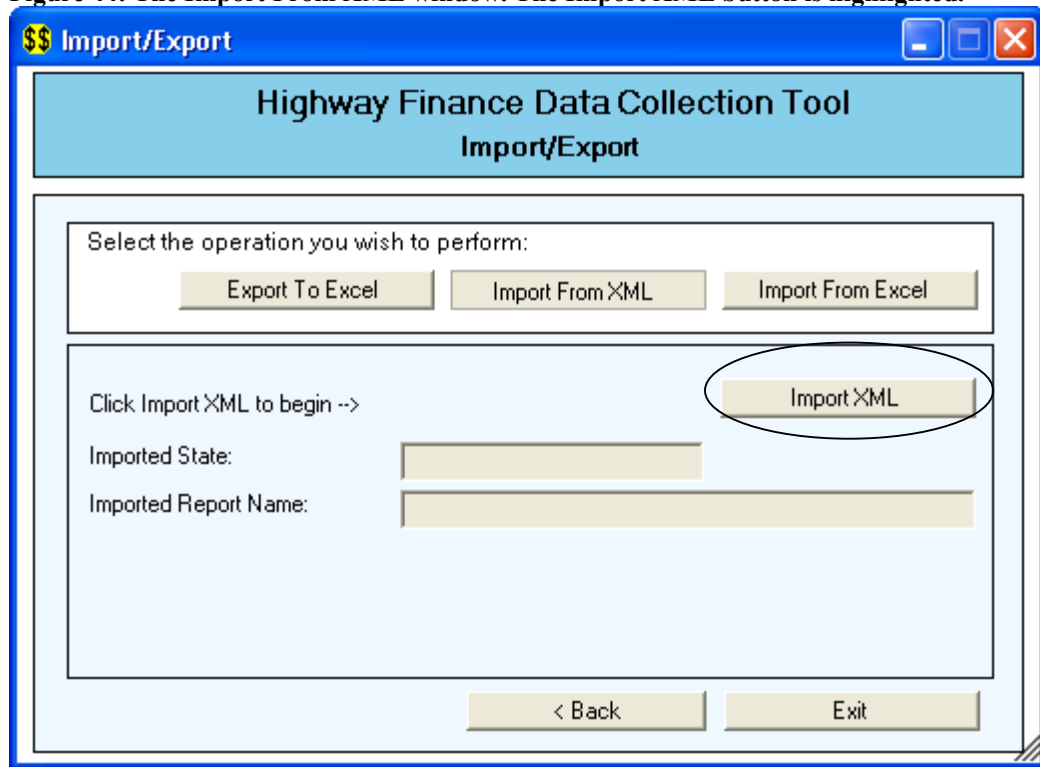 Import/Export
Highway Finance Data Collection Tool
Import/Export
Select the operation you wish to perform:
Export To Excel Import From XML Import From Excel
Click Import XML to begin --> Import XML
Imported State:
Imported Report Name:
< Back Exit